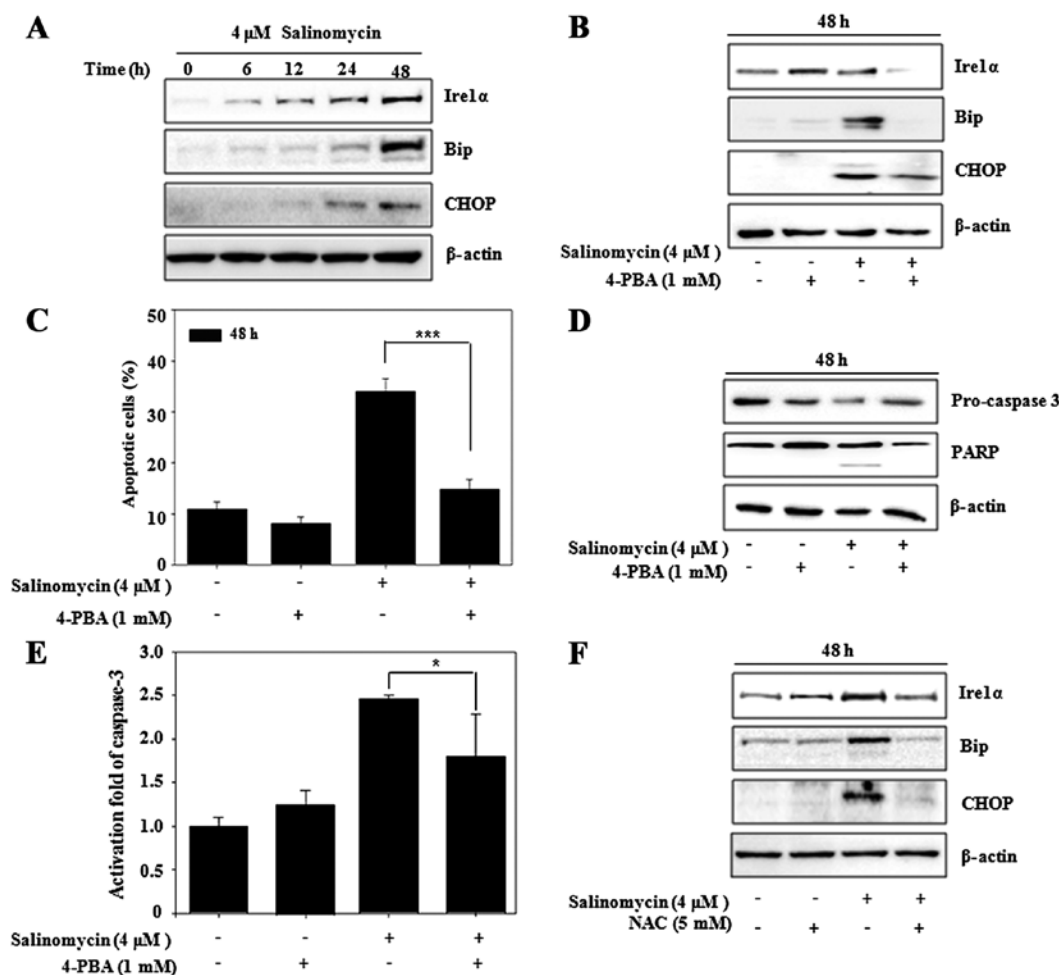 A
4 μM Salinomycin
Time (h) 0 6 12 24 48
Ire1α
Bip
CHOP
β-actin
B
48 h
Ire1α
Bip
CHOP
β-actin
Salinomycin (4 μM ) - - + +
4-PBA (1 mM) - + - +
C
48 h
***
Apoptotic cells (%)
50
40
30
20
10
0
Salinomycin (4 μM ) - - + +
4-PBA (1 mM) - + - +
D
48 h
Pro-caspase 3
PARP
β-actin
Salinomycin (4 μM ) - - + +
4-PBA (1 mM) - + - +
E
*
Activation fold of caspase-3
3.0
2.5
2.0
1.5
1.0
0.5
0
Salinomycin (4 μM ) - - + +
4-PBA (1 mM) - + - +
F
48 h
Ire1α
Bip
CHOP
β-actin
Salinomycin (4 μM ) - - + +
NAC (5 mM) - + - +